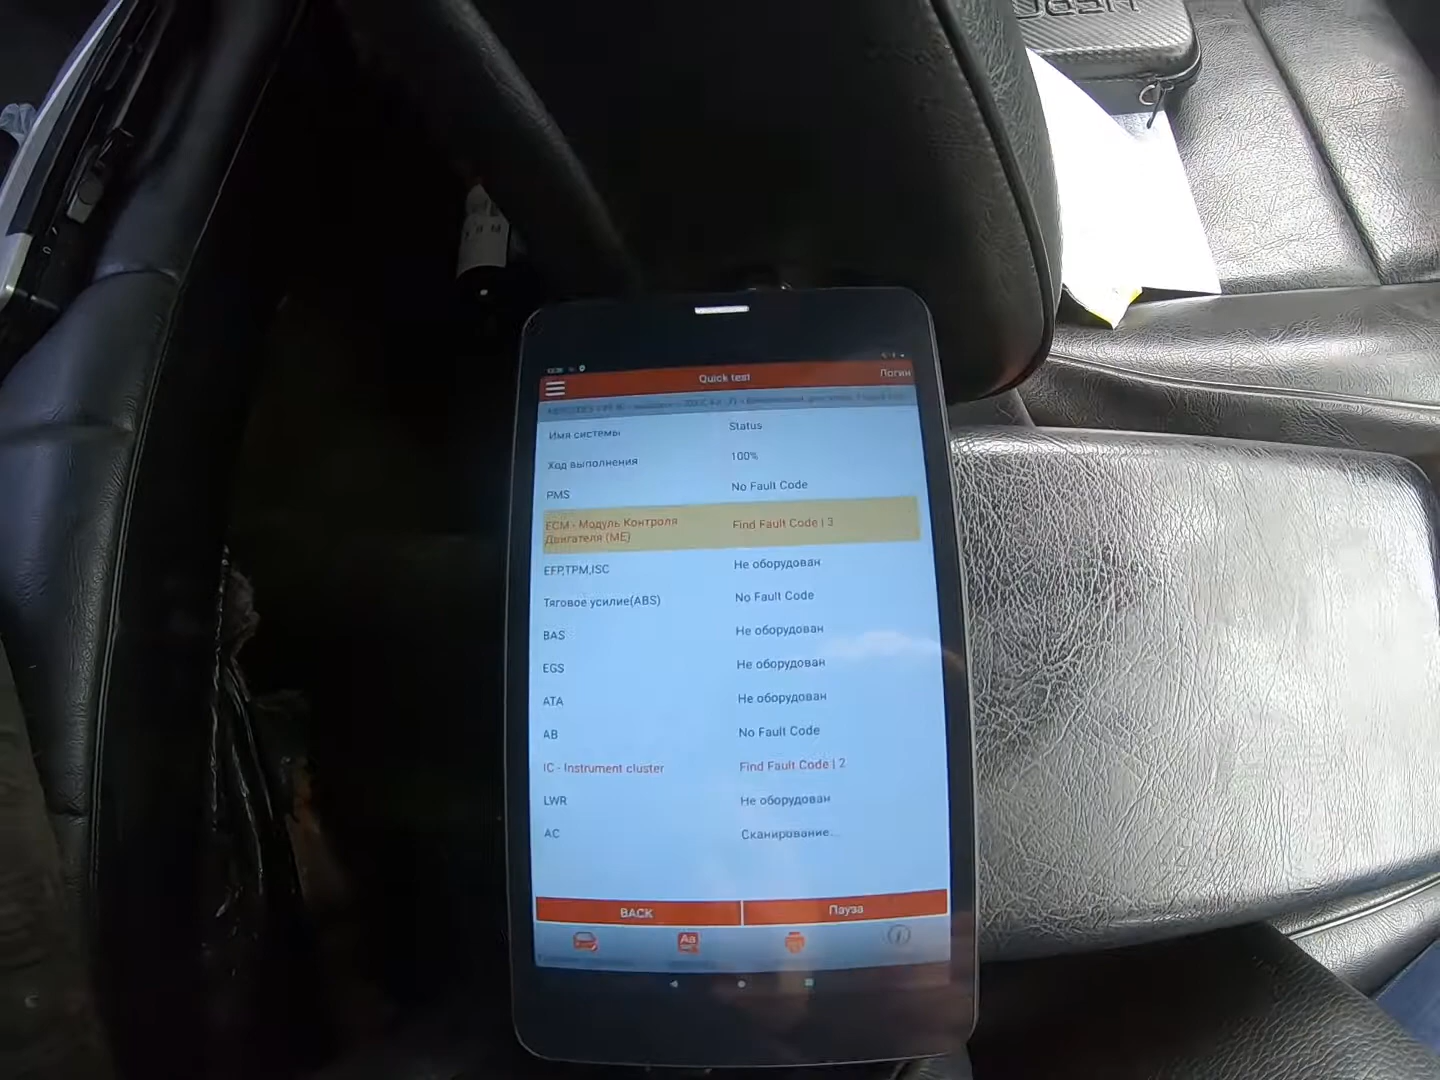 Quick test
Логин
Имя системы Status
Ход выполнения 100%
PMS No Fault Code
ECM - Модуль Контроля
Двигателя (ME) Find Fault Code | 3
EFP,TPM,ISC Не оборудован
Тяговое усилие(ABS) No Fault Code
BAS Не оборудован
EGS Не оборудован
ATA Не оборудован
AB No Fault Code
IC - Instrument cluster Find Fault Code | 2
LWR Не оборудован
AC Сканирование...
BACK Пауза
Aa